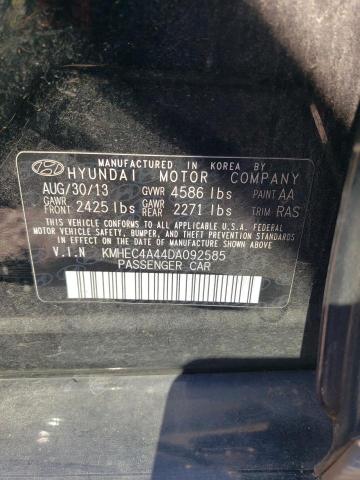 MANUFACTURED IN KOREA BY
HYUNDAI MOTOR COMPANY
AUG/30/13 GVWR 4586 lbs PAINT AA
GAWR FRONT 2425 lbs GAWR REAR 2271 lbs TRIM RAS
THIS VEHICLE CONFORMS TO ALL APPLICABLE U.S. FEDERAL
MOTOR VEHICLE SAFETY, BUMPER, AND THEFT PREVENTION STANDARDS
IN EFFECT ON THE DATE OF MANUFACTURE SHOWN ABOVE.
V.I.N KMHEC4A44DA092585
PASSENGER CAR